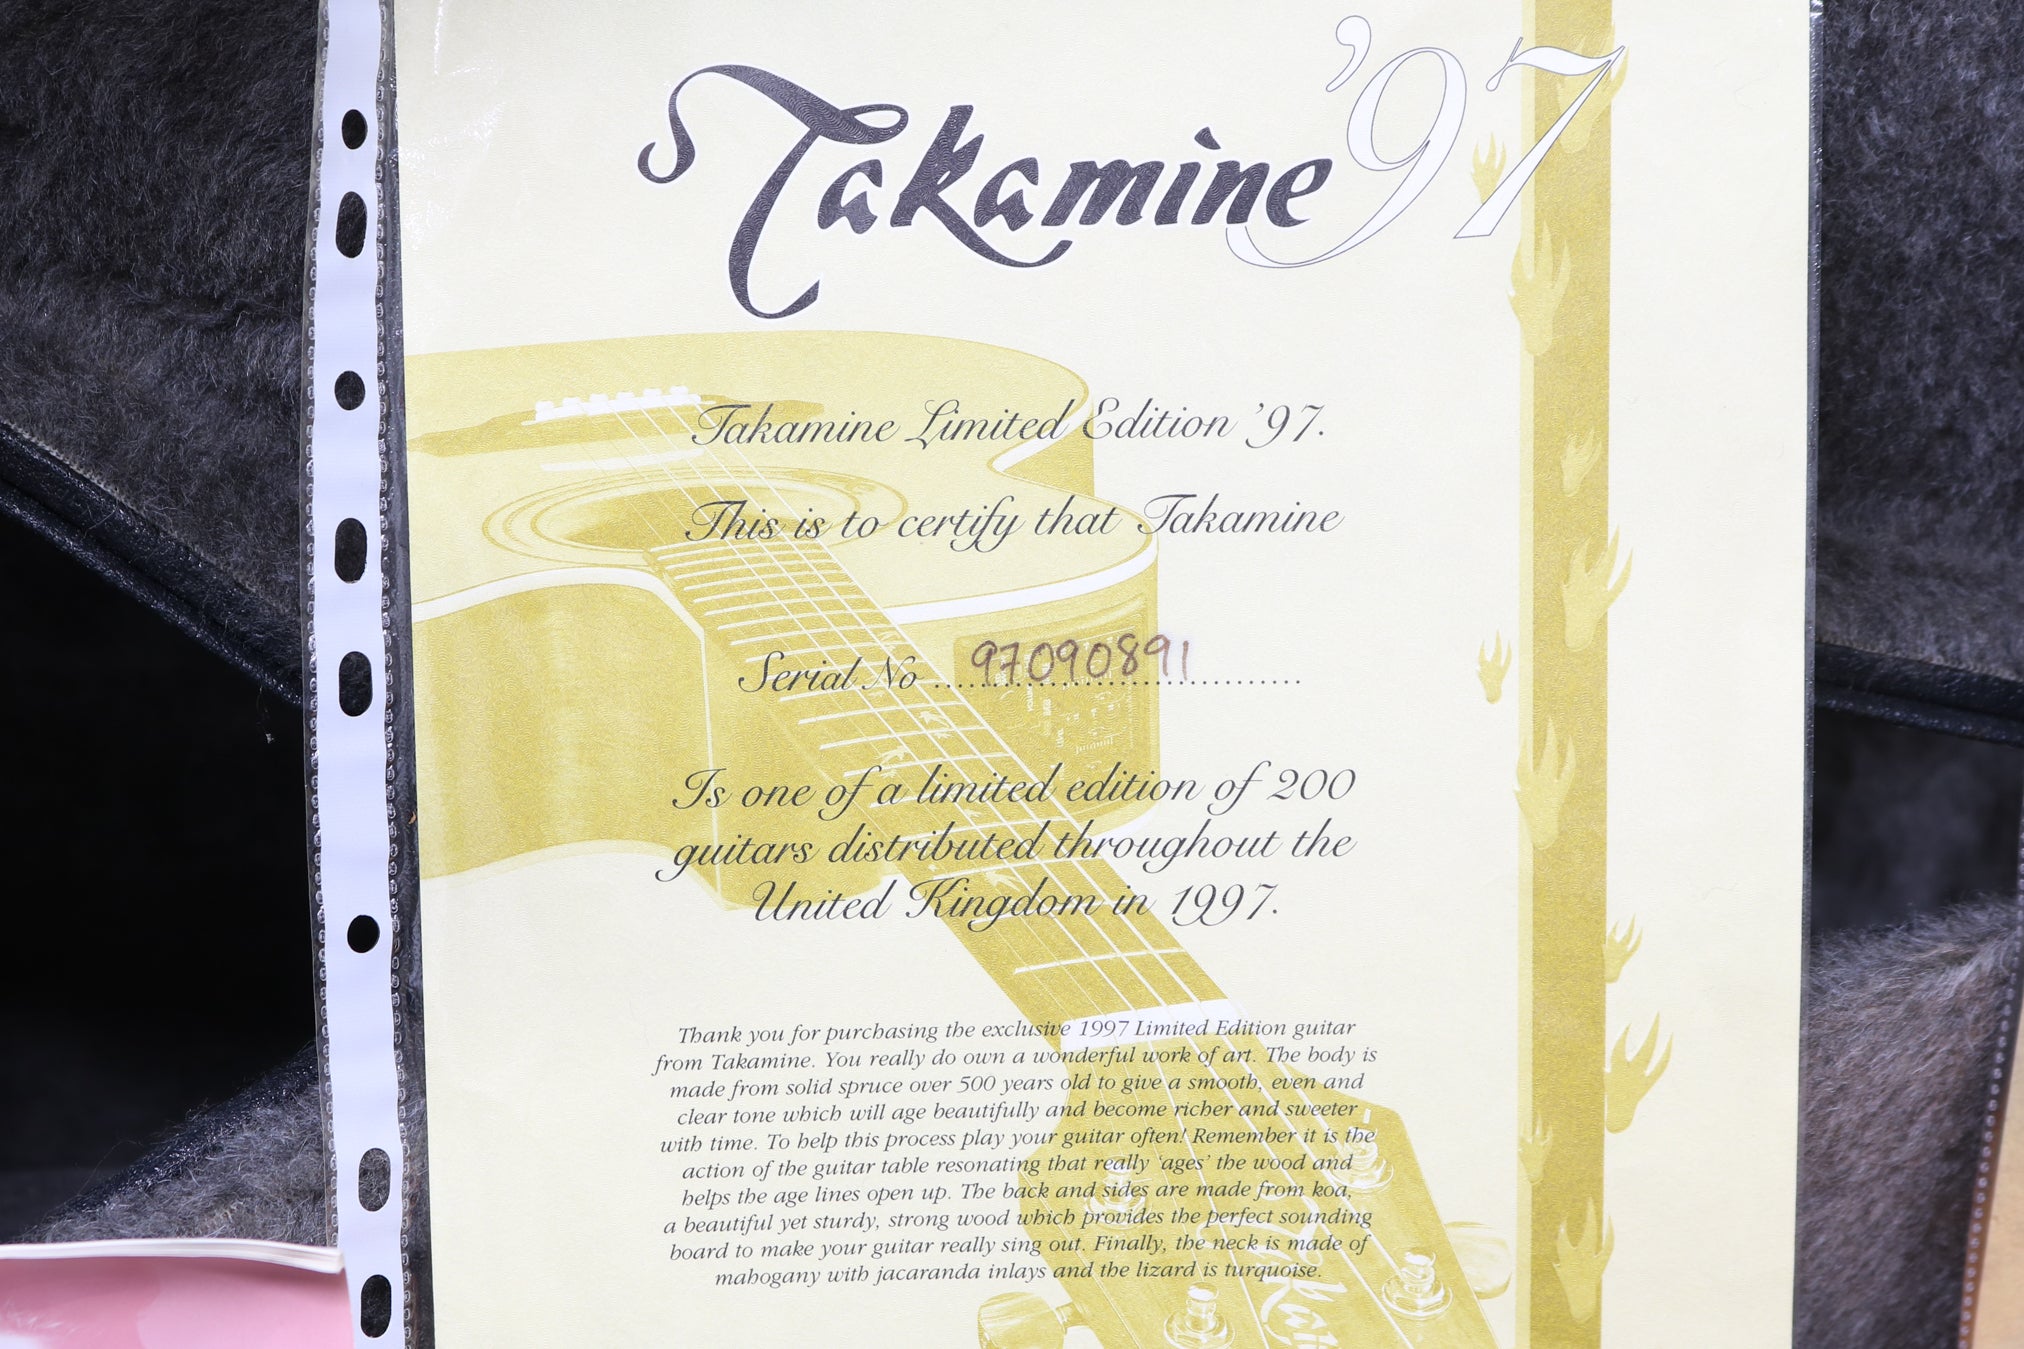 Takamine '97
Takamine Limited Edition '97.
This is to certify that Takamine
Serial No 97090891
Is one of a limited edition of 200
guitars distributed throughout the
United Kingdom in 1997.
Thank you for purchasing the exclusive 1997 Limited Edition guitar
from Takamine. You really do own a wonderful work of art. The body is
made from solid spruce over 500 years old to give a smooth, even and
clear tone which will age beautifully and become richer and sweeter
with time. To help this process play your guitar often! Remember it is the
action of the guitar table resonating that really 'ages' the wood and
helps the age lines open up. The back and sides are made from koa,
a beautiful yet sturdy, strong wood which provides the perfect sounding
board to make your guitar really sing out. Finally, the neck is made of
mahogany with jacaranda inlays and the lizard is turquoise.